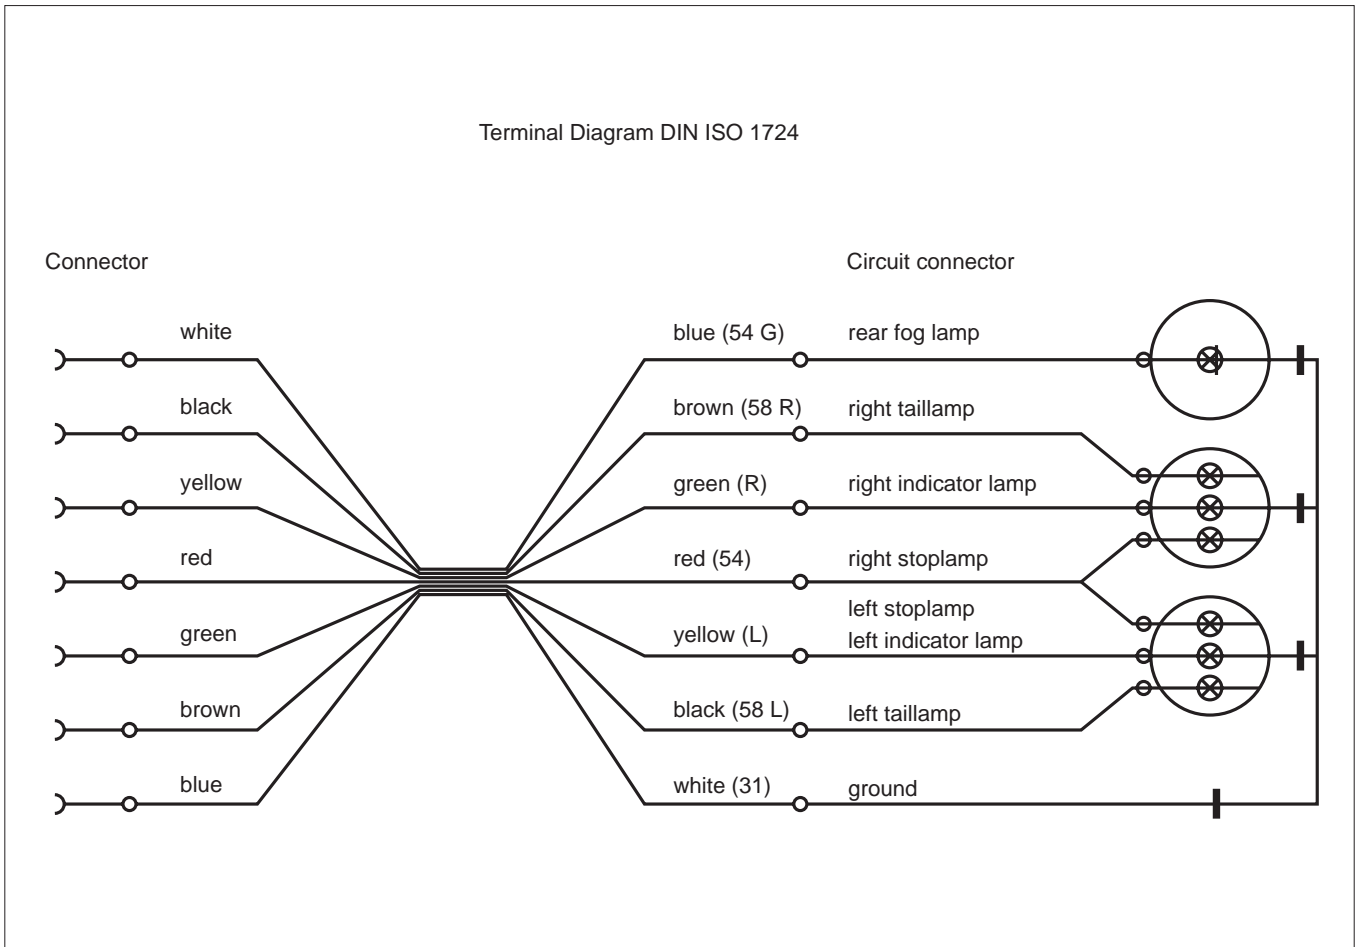 Terminal Diagram DIN ISO 1724
Connector
Circuit connector
white
blue (54 G)
rear fog lamp
black
brown (58 R)
right taillamp
yellow
green (R)
right indicator lamp
red
red (54)
right stoplamp
left stoplamp
green
yellow (L)
left indicator lamp
brown
black (58 L)
left taillamp
blue
white (31)
ground